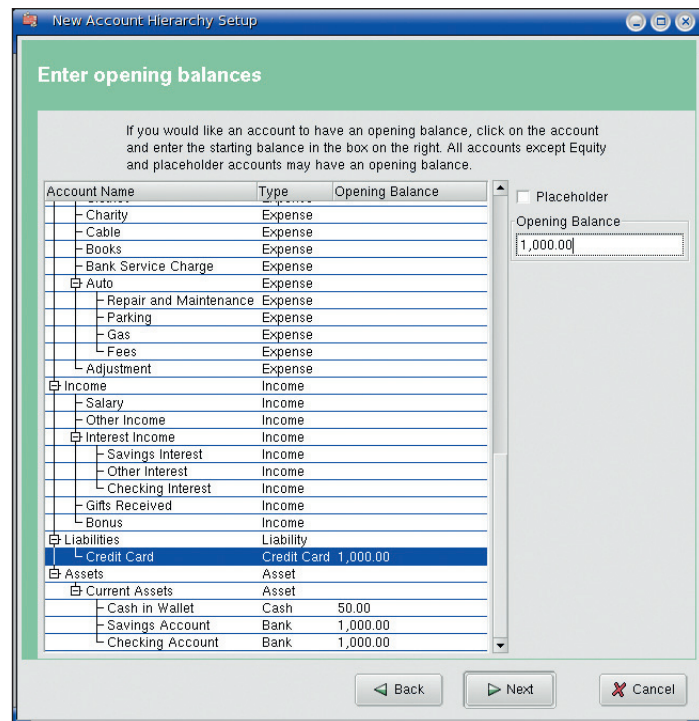 New Account Hierarchy Setup
Enter opening balances
If you would like an account to have an opening balance, click on the account
and enter the starting balance in the box on the right. All accounts except Equity
and placeholder accounts may have an opening balance.
Account Name Type Opening Balance
Charity Expense
Cable Expense
Books Expense
Bank Service Charge Expense
Auto Expense
Repair and Maintenance Expense
Parking Expense
Gas Expense
Fees Expense
Adjustment Expense
Income Income
Salary Income
Other Income Income
Interest Income Income
Savings Interest Income
Other Interest Income
Checking Interest Income
Gifts Received Income
Bonus Income
Liabilities Liability
Credit Card Credit Card 1,000.00
Assets Asset
Current Assets Asset
Cash in Wallet Cash 50.00
Savings Account Bank 1,000.00
Checking Account Bank 1,000.00
Placeholder
Opening Balance
1,000.00
Back Next Cancel